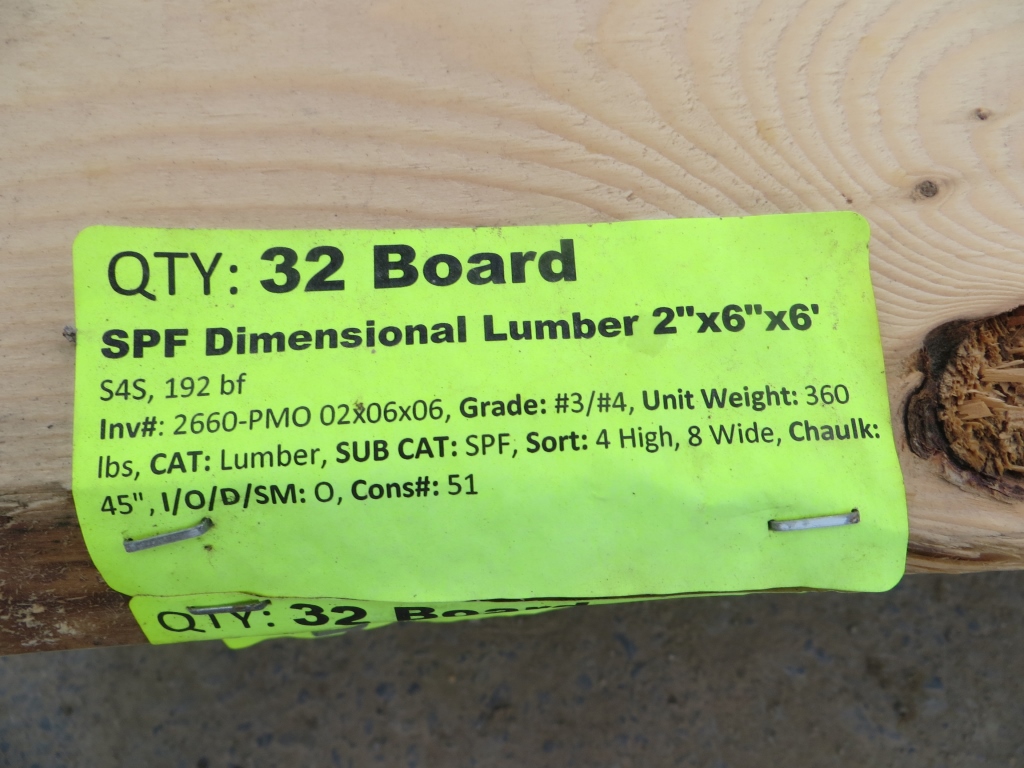 QTY: 32 Board
SPF Dimensional Lumber 2"x6"x6'
S4S, 192 bf
Inv#: 2660-PMO 02x06x06, Grade: #3/#4, Unit Weight: 360
lbs, CAT: Lumber, SUB CAT: SPF, Sort: 4 High, 8 Wide, Chaulk:
45", I/O/D/SM: O, Cons#: 51
QTY: 32 Board